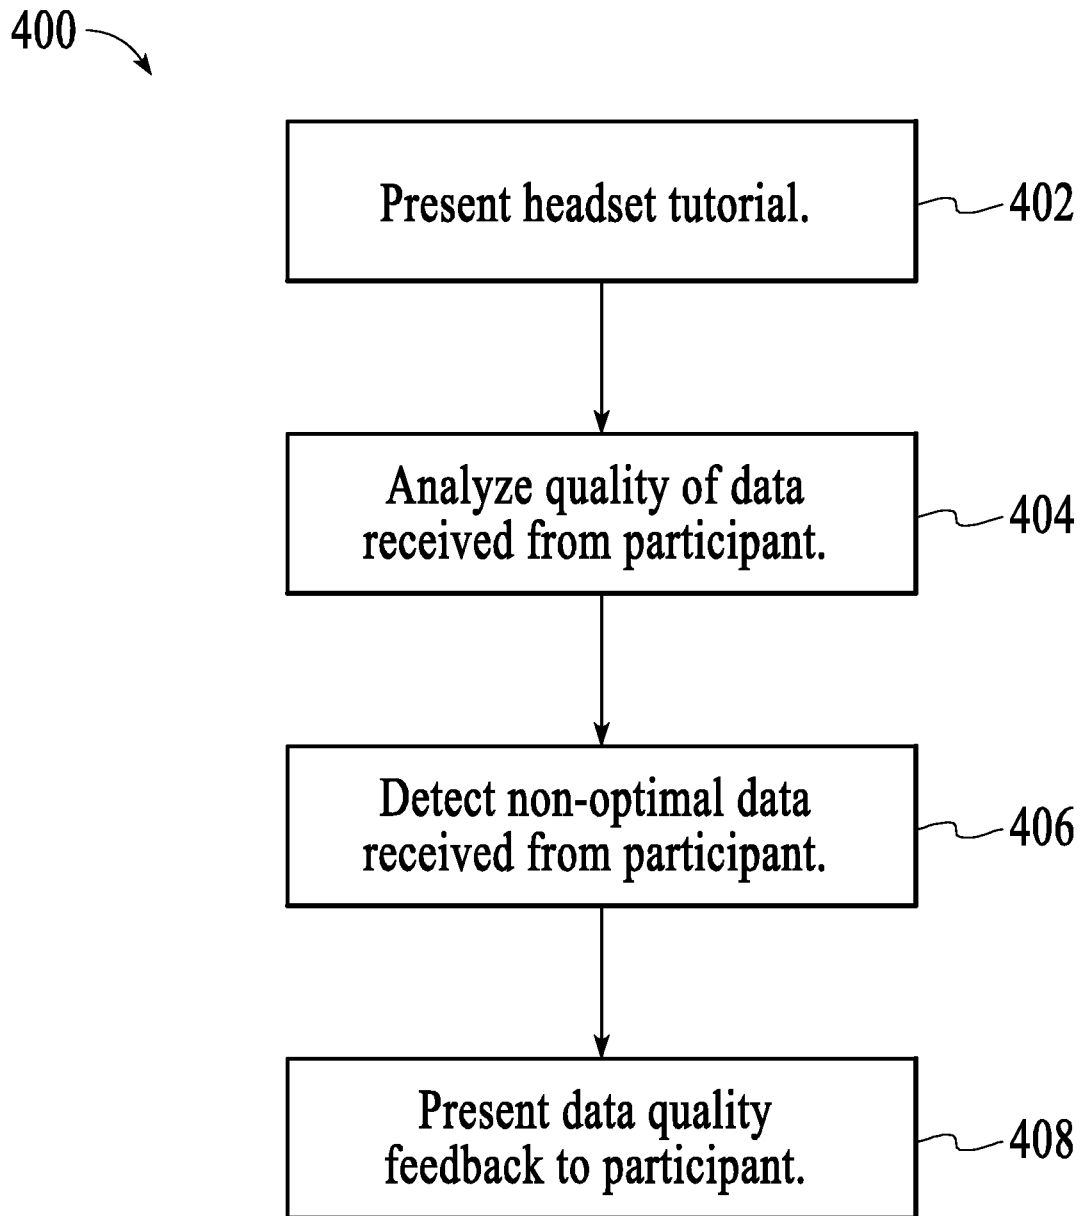 400
Present headset tutorial.
402
Analyze quality of data
received from participant.
404
Detect non-optimal data
received from participant.
406
Present data quality
feedback to participant.
408